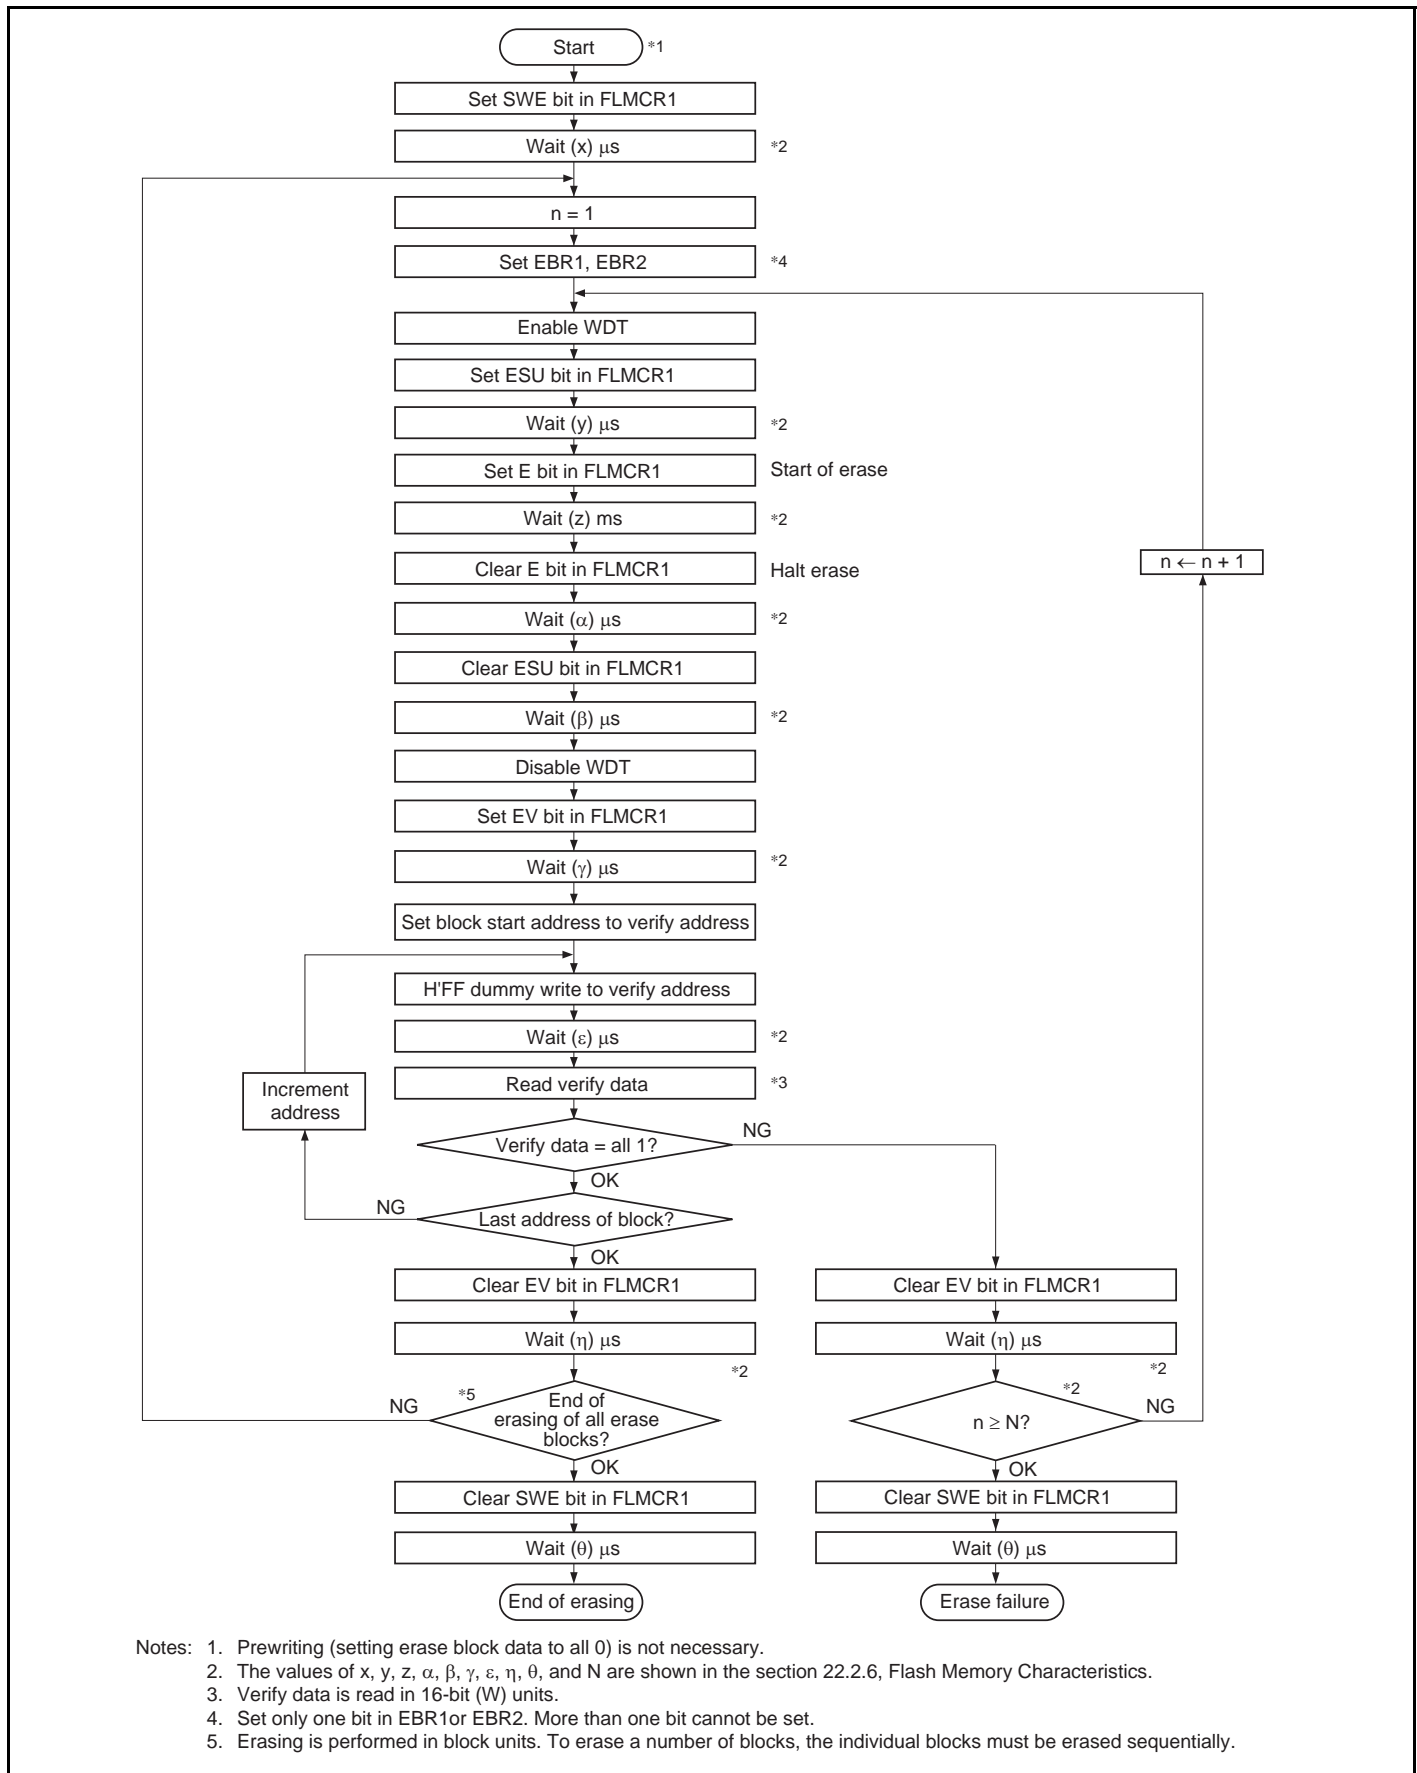 Start *1
Set SWE bit in FLMCR1
Wait (x) μs *2
n = 1
Set EBR1, EBR2 *4
Enable WDT
Set ESU bit in FLMCR1
Wait (y) μs *2
Set E bit in FLMCR1 Start of erase
Wait (z) ms *2
Clear E bit in FLMCR1 Halt erase
n ← n + 1
Wait (α) μs *2
Clear ESU bit in FLMCR1
Wait (β) μs *2
Disable WDT
Set EV bit in FLMCR1
Wait (γ) μs *2
Set block start address to verify address
H'FF dummy write to verify address
Wait (ε) μs *2
Read verify data *3
Increment
address
Verify data = all 1? NG
OK
NG Last address of block?
OK
Clear EV bit in FLMCR1 Clear EV bit in FLMCR1
Wait (η) μs Wait (η) μs
*2 *2
NG *5 End of
erasing of all erase
blocks?
*2 n ≥ N? NG
OK OK
Clear SWE bit in FLMCR1 Clear SWE bit in FLMCR1
Wait (θ) μs Wait (θ) μs
End of erasing Erase failure
Notes: 1. Prewriting (setting erase block data to all 0) is not necessary.
2. The values of x, y, z, α, β, γ, ε, η, θ, and N are shown in the section 22.2.6, Flash Memory Characteristics.
3. Verify data is read in 16-bit (W) units.
4. Set only one bit in EBR1or EBR2. More than one bit cannot be set.
5. Erasing is performed in block units. To erase a number of blocks, the individual blocks must be erased sequentially.